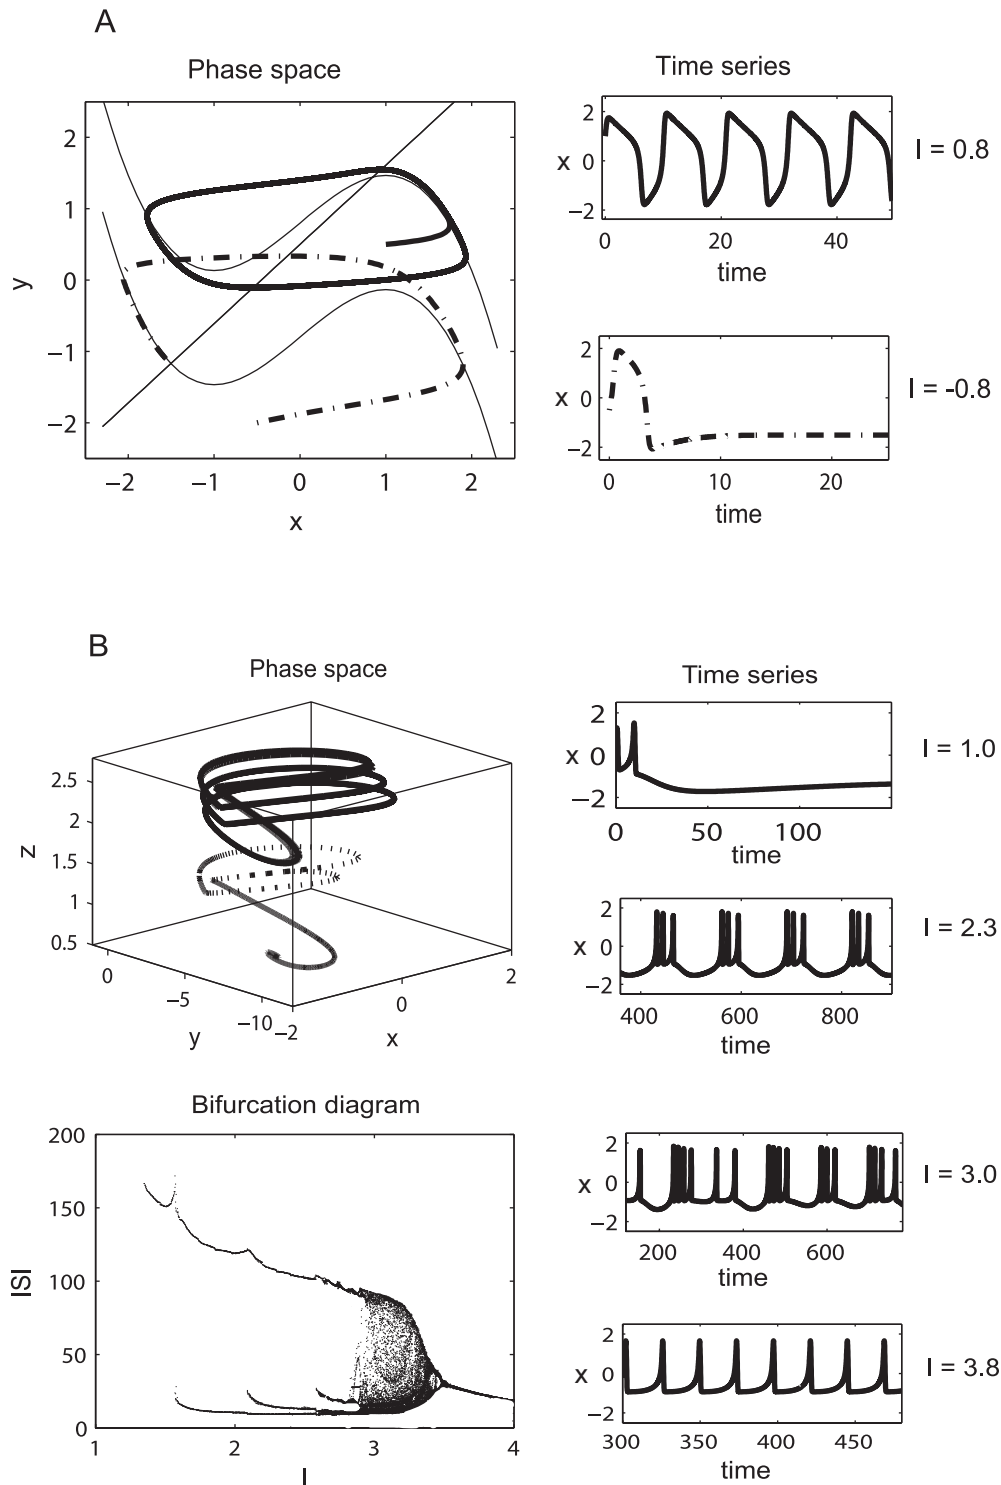 A
Phase space
Time series
2
1
0
−1
−2
y
−2 −1 0 1 2
x
2
x 0
−2
0 20 40
time
I = 0.8
2
x 0
−2
0 10 20
time
I = -0.8
B
Phase space
Time series
2.5
2
1.5
1
0.5
z
0
−5
−10
y
−2
0
2
x
2
x 0
−2
0 50 100
time
I = 1.0
2
x 0
−2
400 600 800
time
I = 2.3
Bifurcation diagram
200
150
100
50
0
ISI
1 2 3 4
I
2
x 0
−2
200 400 600
time
I = 3.0
2
x 0
−2
300 350 400 450
time
I = 3.8